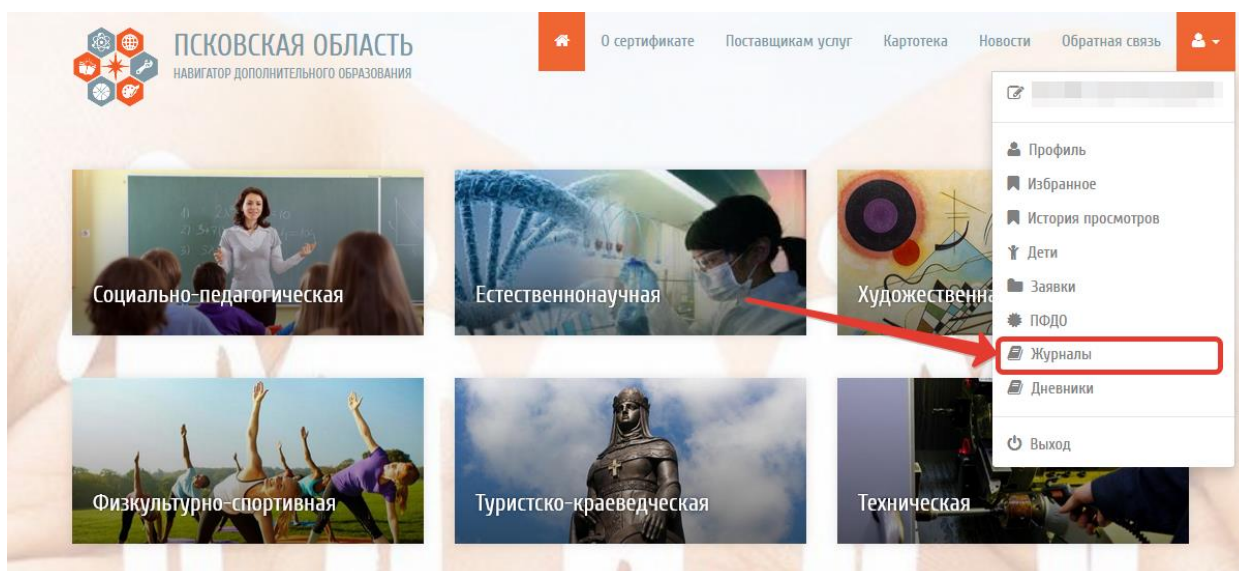 ПСКОВСКАЯ ОБЛАСТЬ
НАВИГАТОР ДОПОЛНИТЕЛЬНОГО ОБРАЗОВАНИЯ
О сертификате
Поставщикам услуг
Картотека
Новости
Обратная связь
Профиль
Избранное
История просмотров
Дети
Заявки
ПФДО
Журналы
Дневники
Выход
Социально-педагогическая
Естественнонаучная
Физкультурно-спортивная
Туристско-краеведческая
Техническая